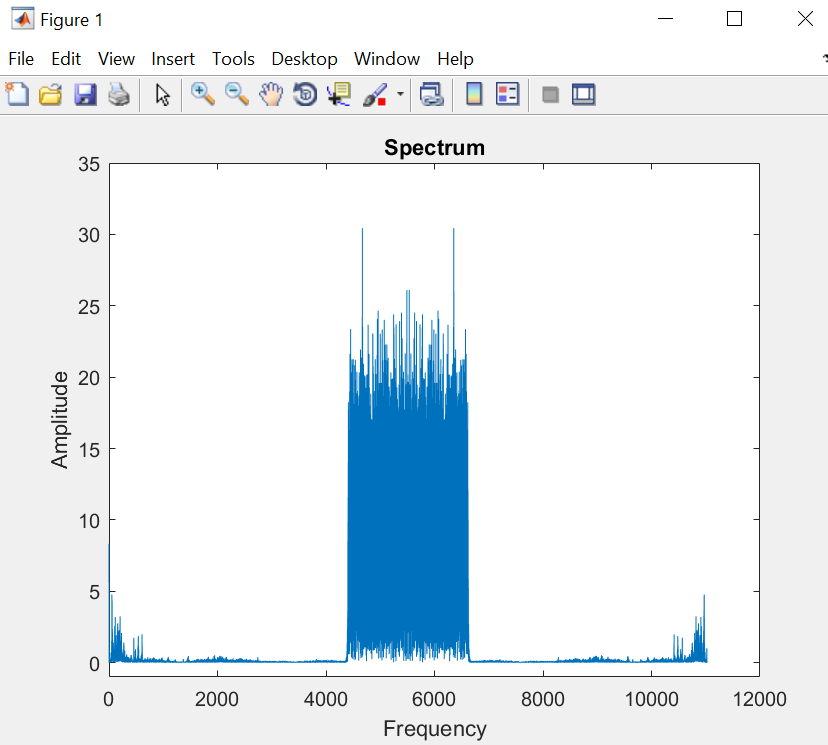 Figure 1
File Edit View Insert Tools Desktop Window Help
Spectrum
35
30
25
20
15
10
5
0
Amplitude
0 2000 4000 6000 8000 10000 12000
Frequency